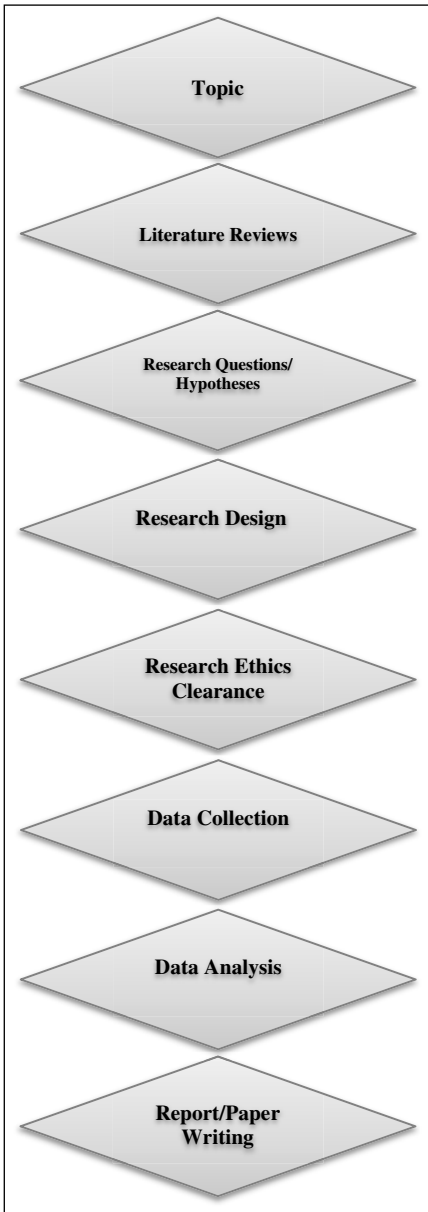 Topic
Literature Reviews
Research Questions/
Hypotheses
Research Design
Research Ethics
Clearance
Data Collection
Data Analysis
Report/Paper
Writing